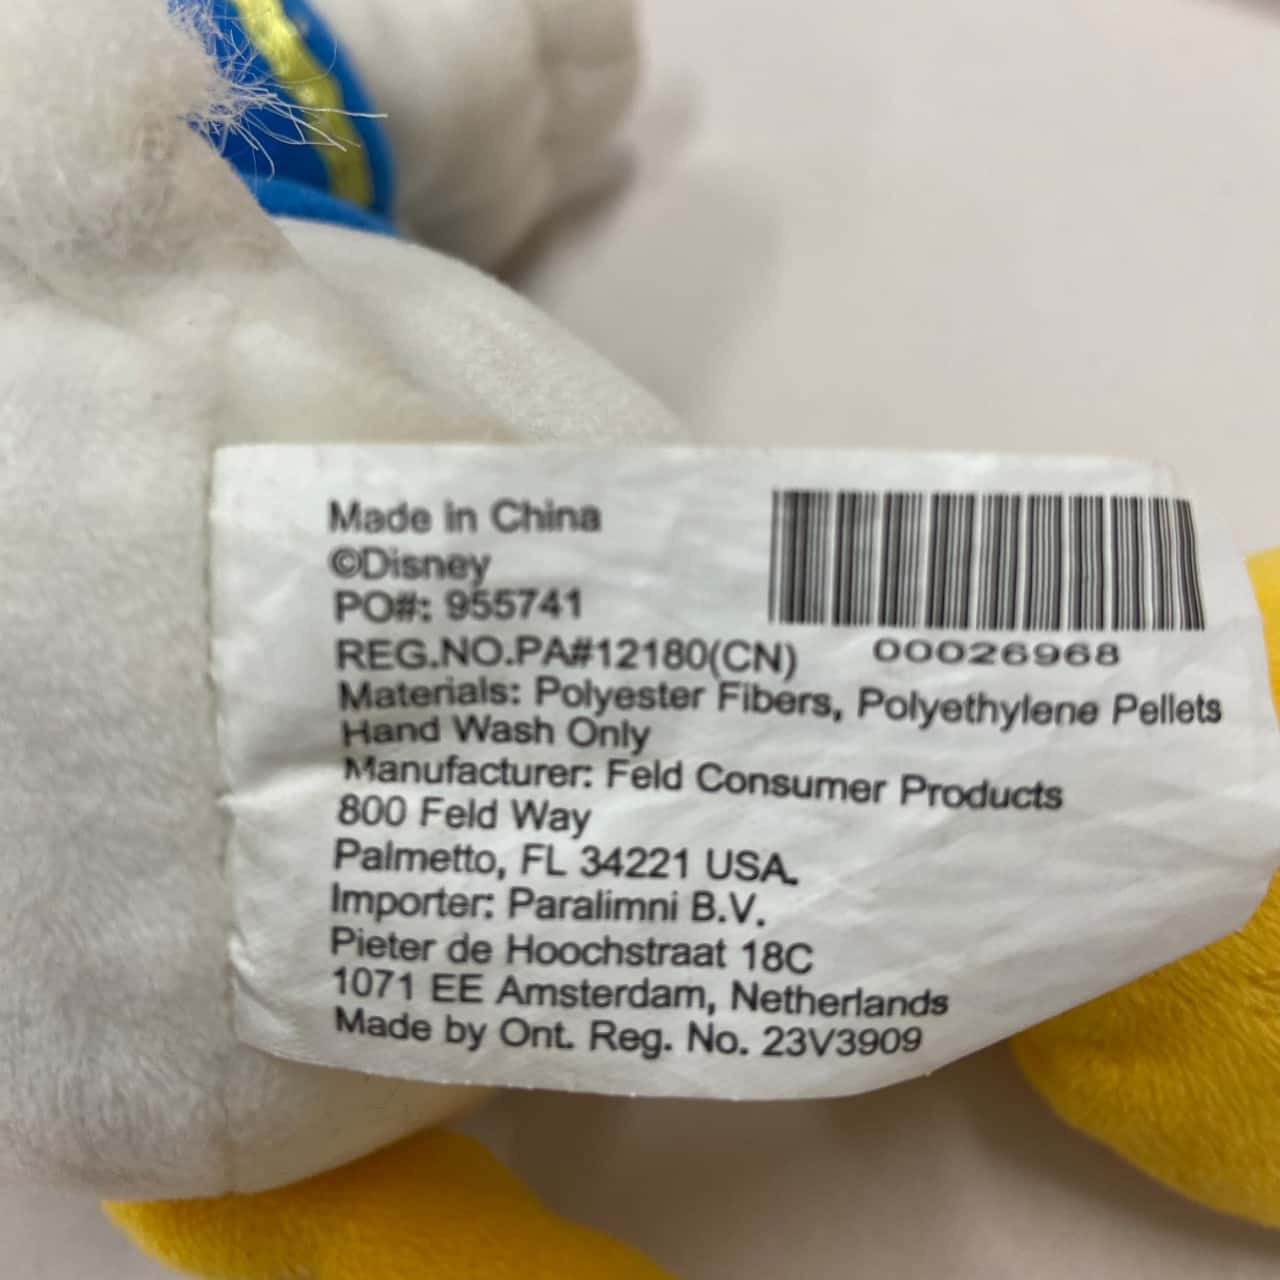 Made in China
©Disney
PO#: 955741
REG.NO.PA#12180(CN)
00026968
Materials: Polyester Fibers, Polyethylene Pellets
Hand Wash Only
Manufacturer: Feld Consumer Products
800 Feld Way
Palmetto, FL 34221 USA.
Importer: Paralimni B.V.
Pieter de Hoochstraat 18C
1071 EE Amsterdam, Netherlands
Made by Ont. Reg. No. 23V3909